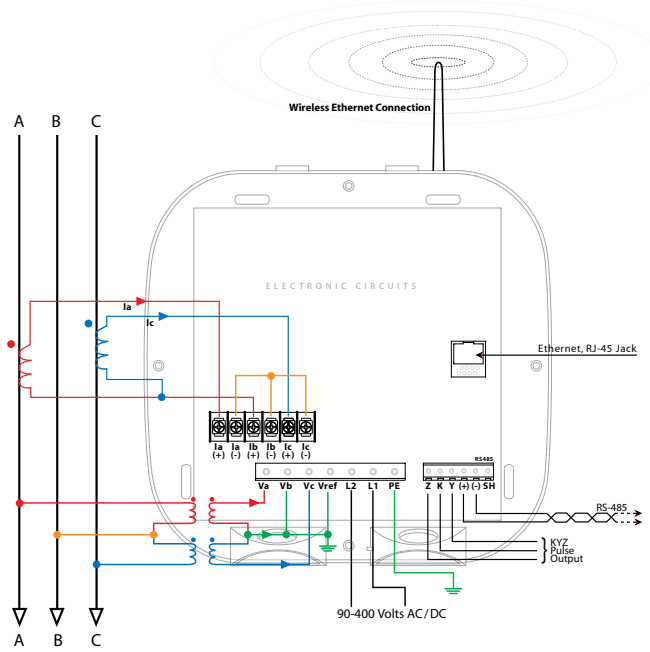 Wireless Ethernet Connection
A B C
ELECTRONIC CIRCUITS
Ia
Ic
Ethernet, RJ-45 Jack
Ia Ia Ib Ib Ic Ic
(+) (-) (+) (-) (+) (-)
RS485
Va Vb Vc Vref L2 L1 PE
Z K Y (+) (-) SH
RS-485
KYZ
Pulse
Output
90-400 Volts AC/DC
A B C